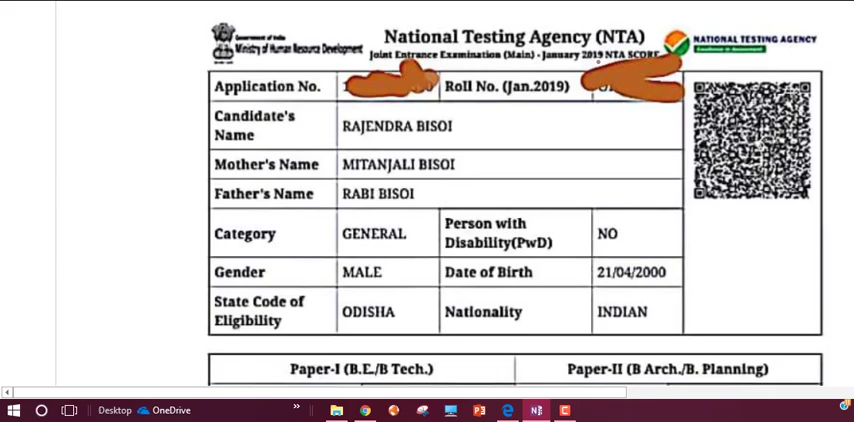 Government of India
Ministry of Human Resource Development
National Testing Agency (NTA)
Joint Entrance Examination (Main) - January 2019 NTA SCORE
NATIONAL TESTING AGENCY
Excellence in Assessment
Application No. Roll No. (Jan.2019)
Candidate's Name RAJENDRA BISOI
Mother's Name MITANJALI BISOI
Father's Name RABI BISOI
Category GENERAL Person with Disability(PwD) NO
Gender MALE Date of Birth 21/04/2000
State Code of Eligibility ODISHA Nationality INDIAN
Paper-I (B.E./B Tech.) Paper-II (B Arch./B. Planning)
Desktop OneDrive